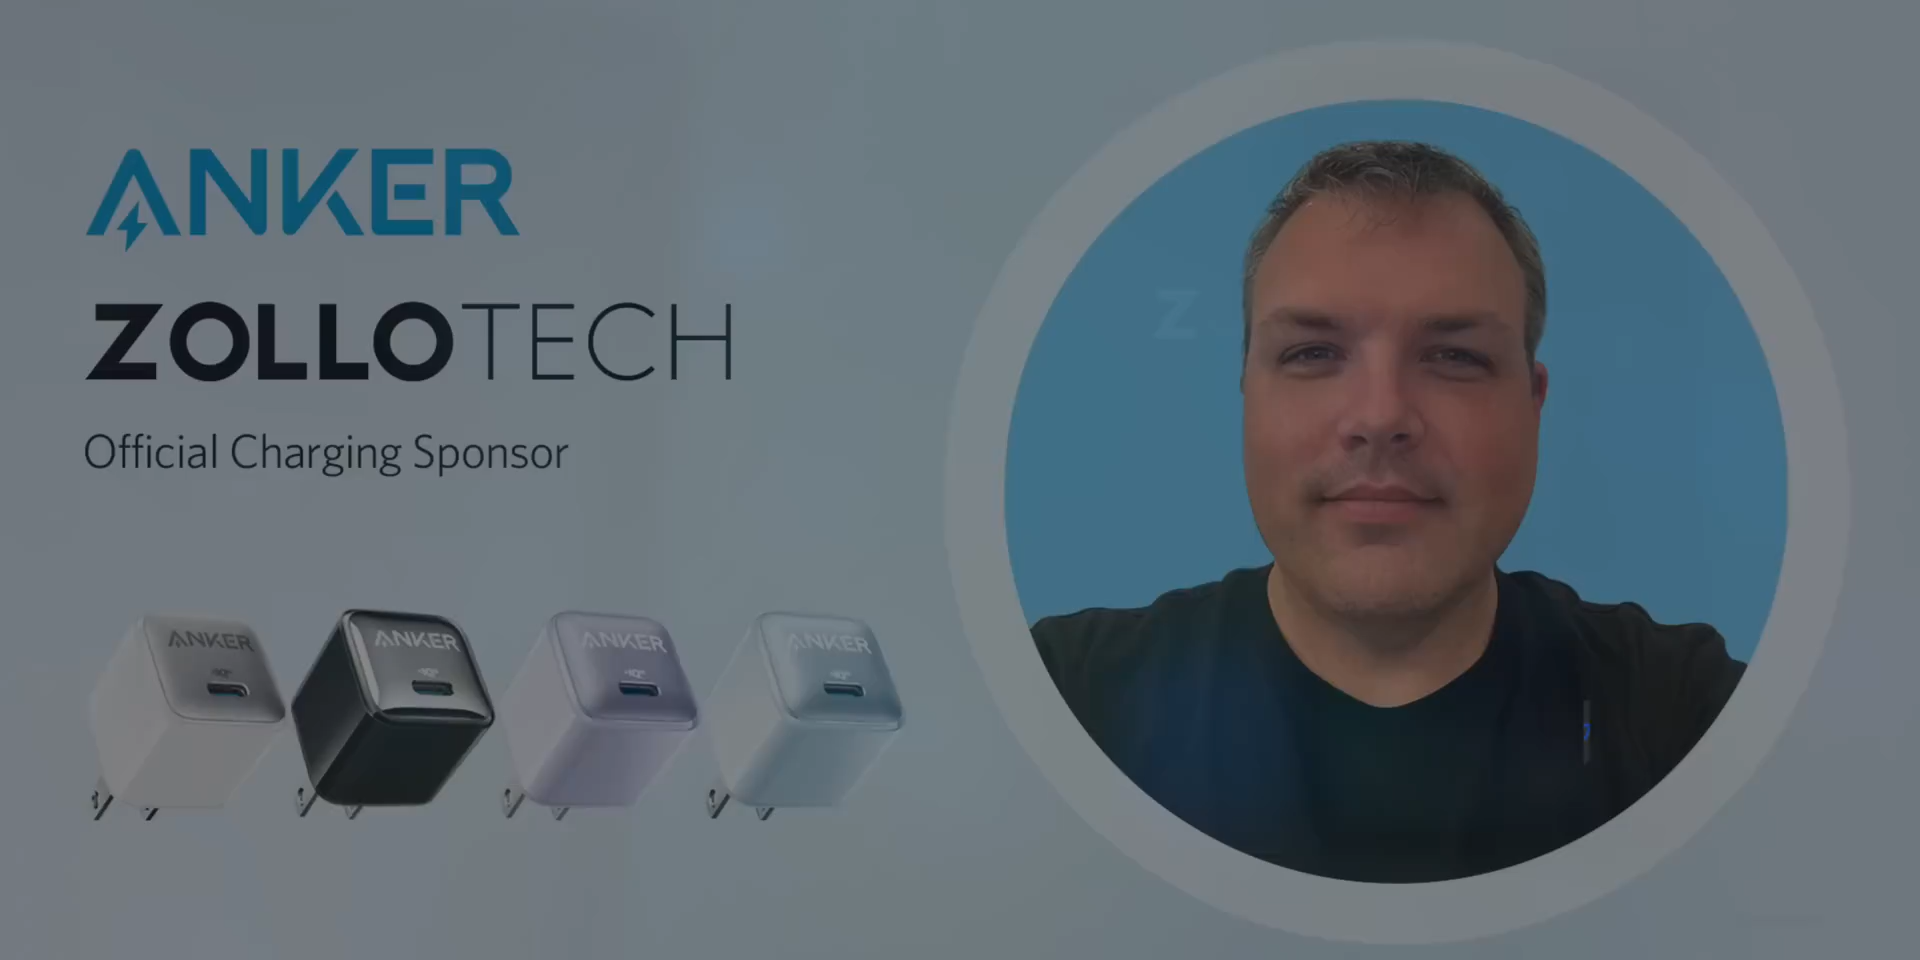 ANKER
ZOLLOTECH
Official Charging Sponsor
Z
ANKER
ANKER
ANKER
ANKER